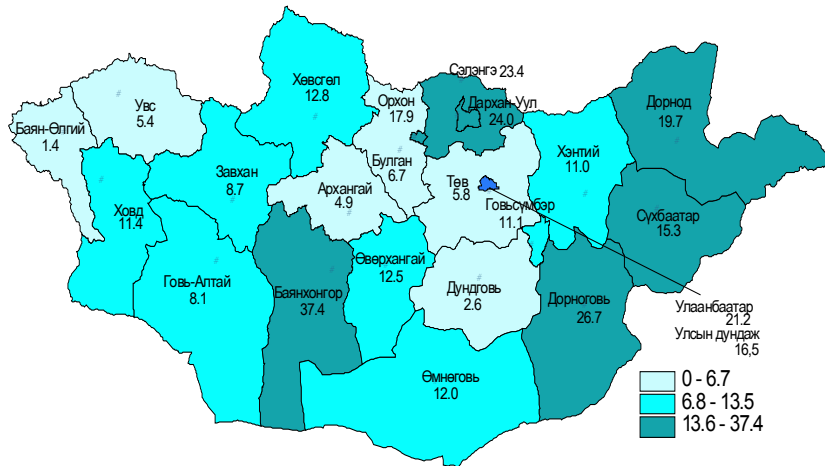 Сэлэнгэ 23.4
Хөвсгөл
12.8
Орхон
17.9
Дархан-Уул
24.0
Дорнод
19.7
Увс
5.4
Баян-Өлгий
1.4
Завхан
8.7
Булган
6.7
Хэнтий
11.0
Архангай
4.9
Төв
5.8
Ховд
11.4
Говьсүмбэр
11.1
Сүхбаатар
15.3
Өвөрхангай
12.5
Говь-Алтай
8.1
Баянхонгор
37.4
Дундговь
2.6
Дорноговь
26.7
Улаанбаатар
21.2
Улсын дундаж
16,5
Өмнөговь
12.0
0 - 6.7
6.8 - 13.5
13.6 - 37.4